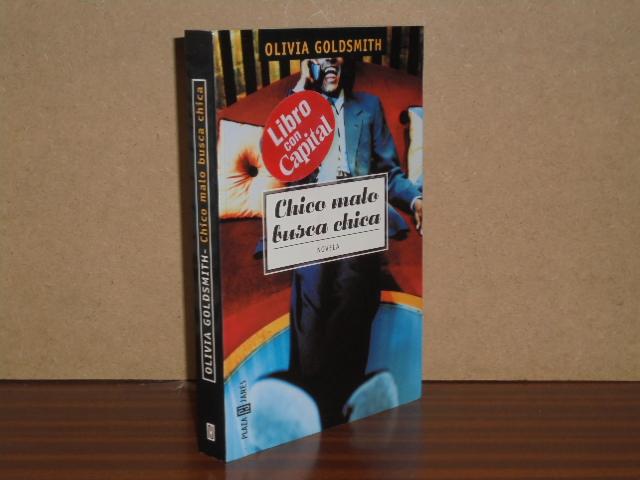 OLIVIA GOLDSMITH
Libro
con
Capital
Chico malo
busca chica
NOVELA
PLAZA JANES
OLIVIA GOLDSMITH - Chico malo busca chica